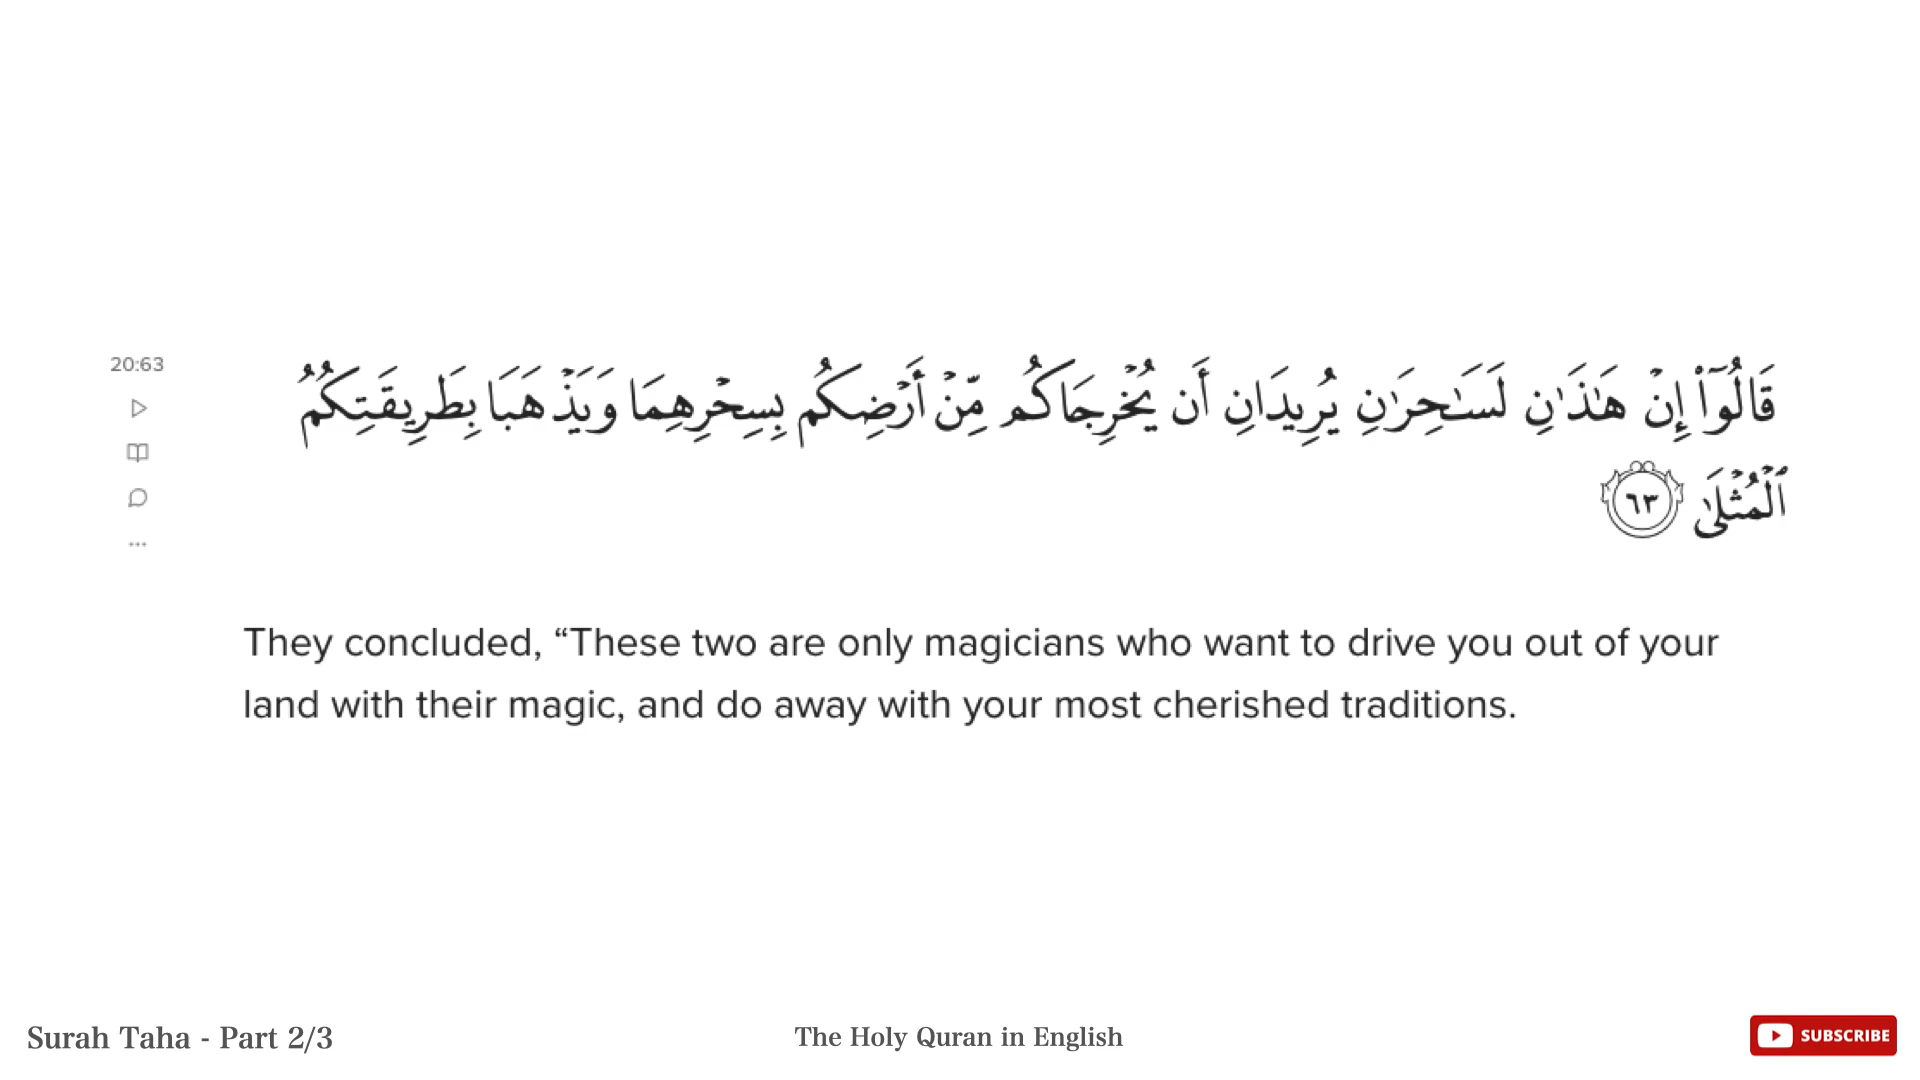 20:63
قَالُوٓا۟ إِنْ هَـٰذَٰنِ لَسَـٰحِرَٰنِ يُرِيدَانِ أَن يُخْرِجَاكُم مِّنْ أَرْضِكُم بِسِحْرِهِمَا وَيَذْهَبَا بِطَرِيقَتِكُمُ
ٱلْمُثْلَىٰ ٦٣
They concluded, “These two are only magicians who want to drive you out of your
land with their magic, and do away with your most cherished traditions.
Surah Taha - Part 2/3
The Holy Quran in English
SUBSCRIBE